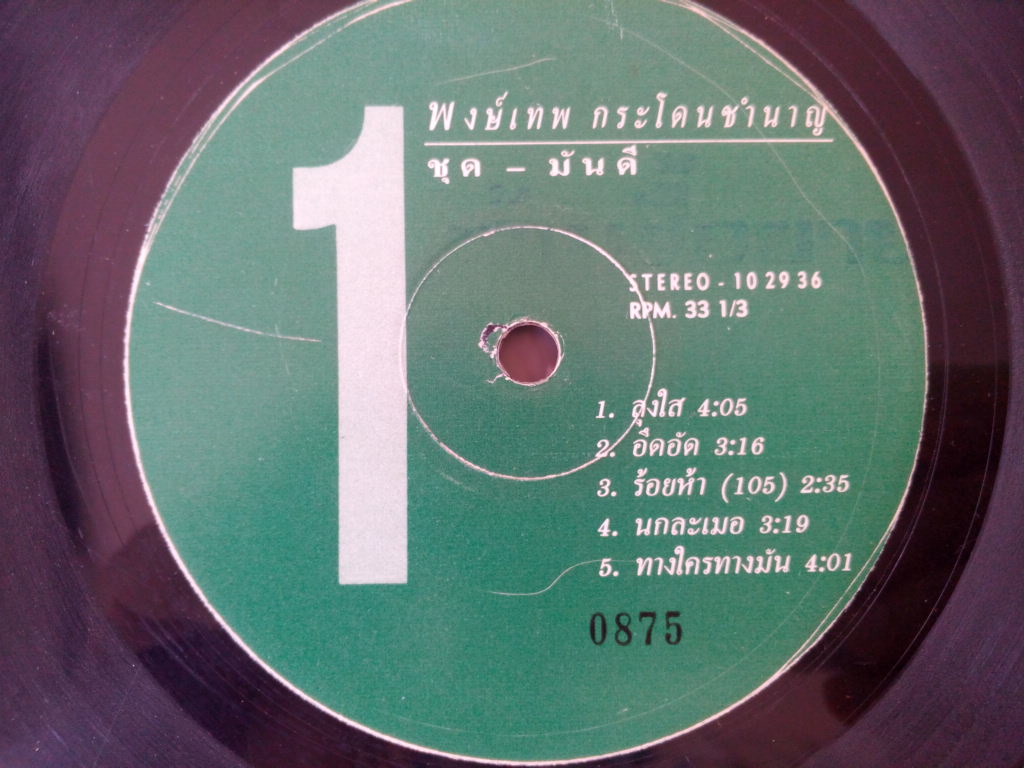 1
พงษ์เทพ กระโดนชำนาญ
ชุด - มันดี
STEREO - 10 29 36
RPM. 33 1/3
1. ลุงใส 4:05
2. อึดอัด 3:16
3. ร้อยห้า (105) 2:35
4. นกละเมอ 3:19
5. ทางใครทางมัน 4:01
0875